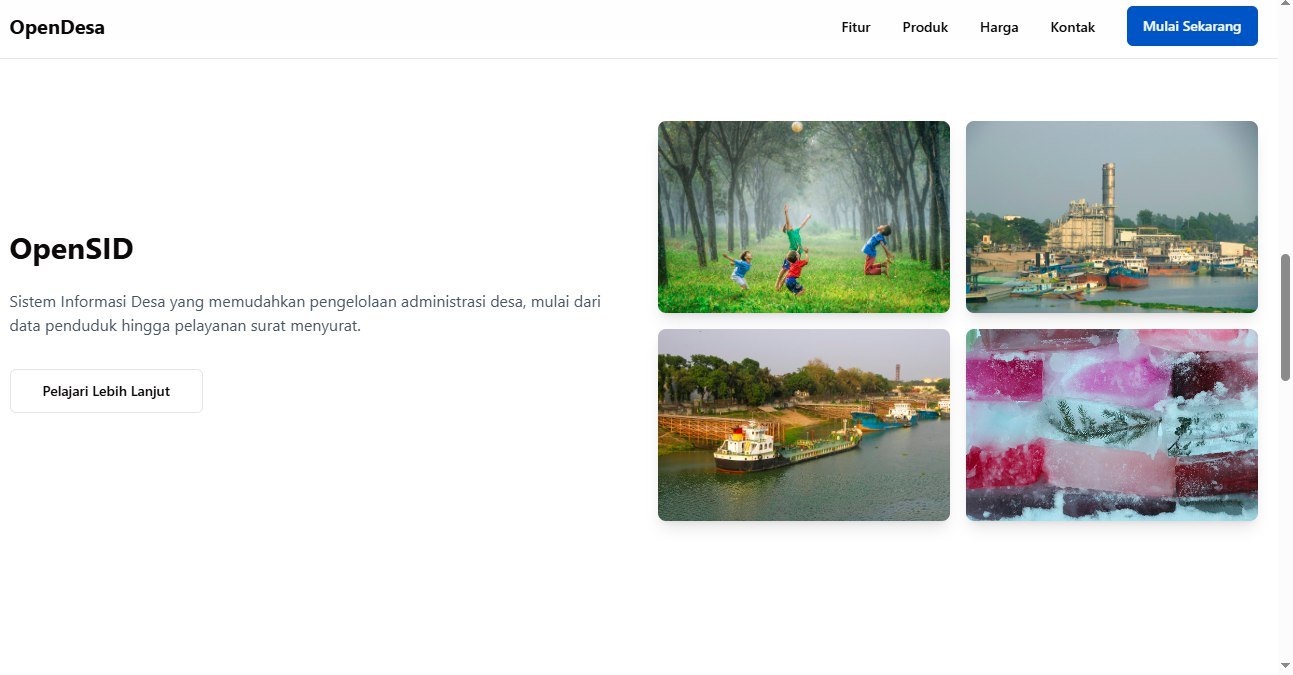 OpenDesa
Fitur
Produk
Harga
Kontak
Mulai Sekarang
OpenSID
Sistem Informasi Desa yang memudahkan pengelolaan administrasi desa, mulai dari
data penduduk hingga pelayanan surat menyurat.
Pelajari Lebih Lanjut